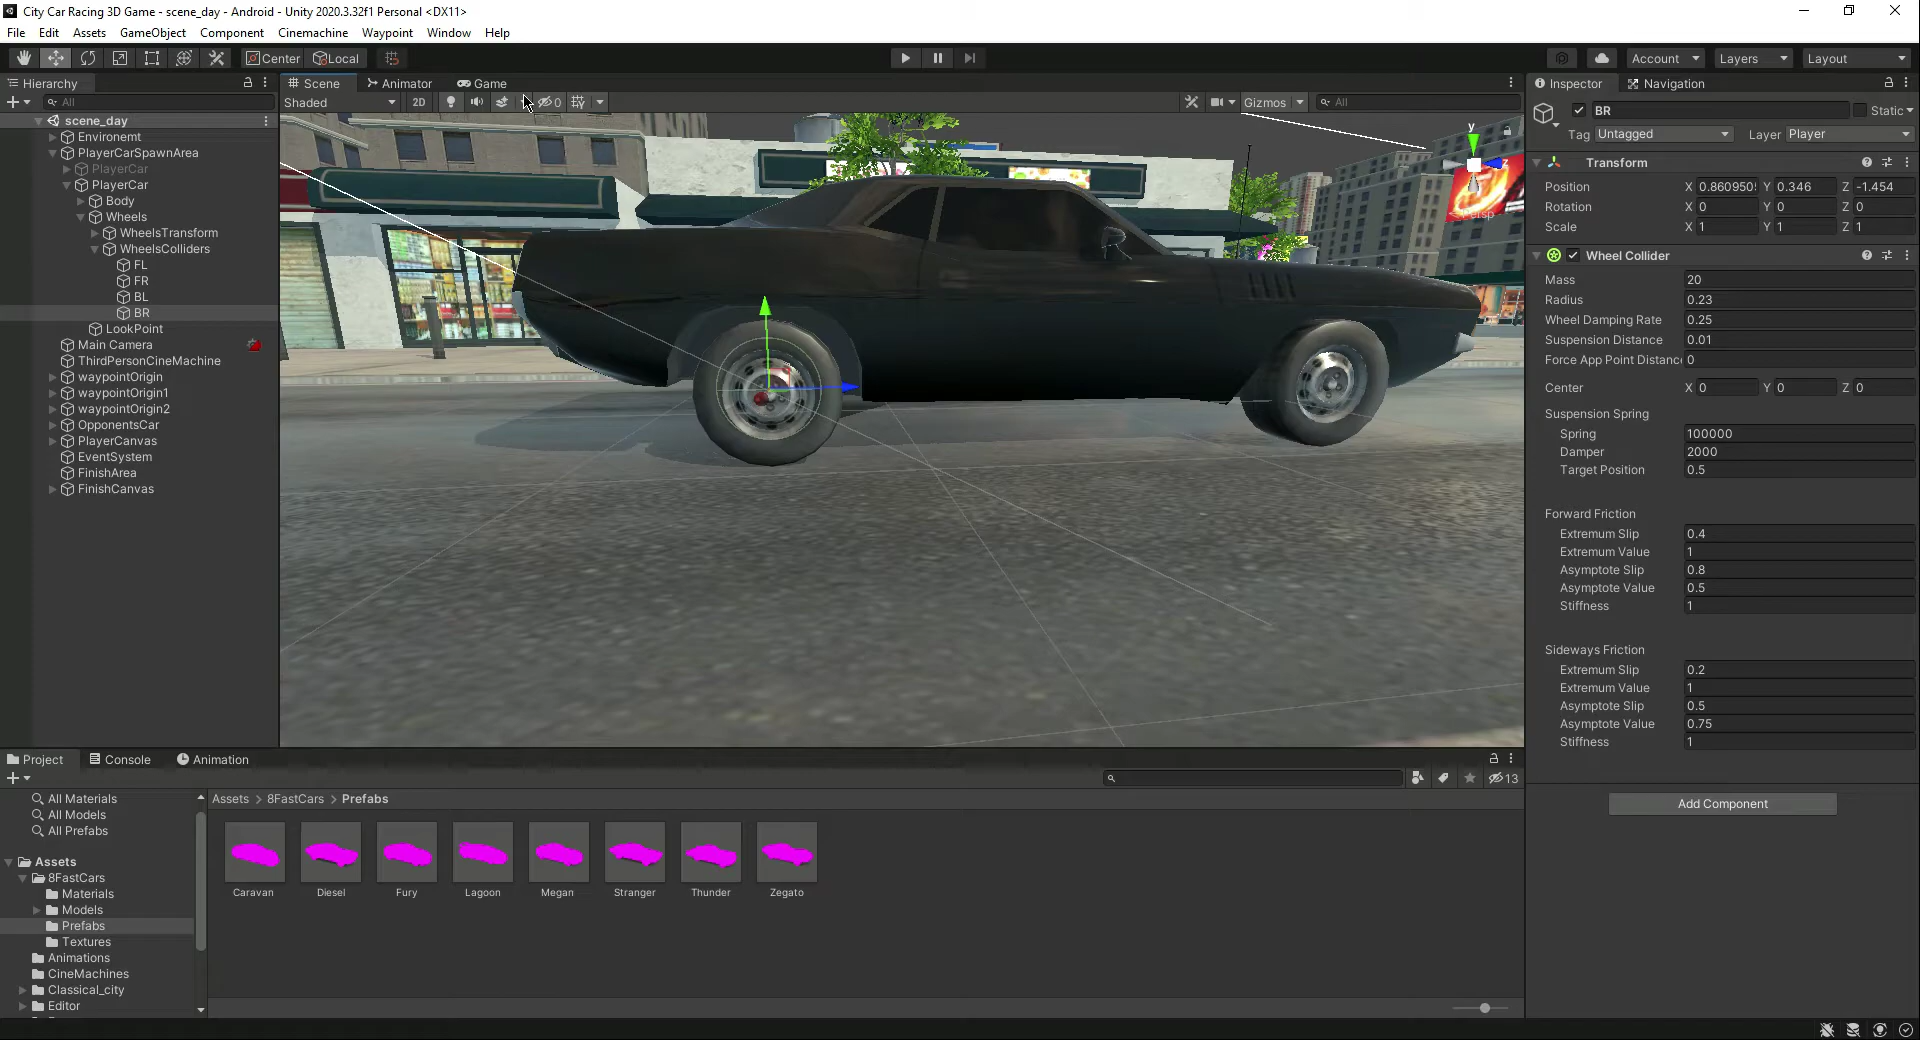 City Car Racing 3D Game - scene_day - Android - Unity 2020.3.32f1 Personal <DX11>
File Edit Assets GameObject Component Cinemachine Waypoint Window Help
Center Local Account Layers Layout
Hierarchy Scene Animator Game Inspector Navigation
All Shaded 2D 0 Gizmos All
scene_day
Environemt
PlayerCarSpawnArea
PlayerCar
PlayerCar
Body
Wheels
WheelsTransform
WheelsColliders
FL
FR
BL
BR
LookPoint
Main Camera
ThirdPersonCineMachine
waypointOrigin
waypointOrigin1
waypointOrigin2
OpponentsCar
PlayerCanvas
EventSystem
FinishArea
FinishCanvas
y
z
< Persp
BR Static
Tag Untagged Layer Player
Transform
Position X 0.860950 Y 0.346 Z -1.454
Rotation X 0 Y 0 Z 0
Scale X 1 Y 1 Z 1
Wheel Collider
Mass 20
Radius 0.23
Wheel Damping Rate 0.25
Suspension Distance 0.01
Force App Point Distanc 0
Center X 0 Y 0 Z 0
Suspension Spring
Spring 100000
Damper 2000
Target Position 0.5
Forward Friction
Extremum Slip 0.4
Extremum Value 1
Asymptote Slip 0.8
Asymptote Value 0.5
Stiffness 1
Sideways Friction
Extremum Slip 0.2
Extremum Value 1
Asymptote Slip 0.5
Asymptote Value 0.75
Stiffness 1
Add Component
Project Console Animation
13
All Materials
All Models
All Prefabs
Assets
8FastCars
Materials
Models
Prefabs
Textures
Animations
CineMachines
Classical_city
Editor
Assets > 8FastCars > Prefabs
Caravan Diesel Fury Lagoon Megan Stranger Thunder Zegato